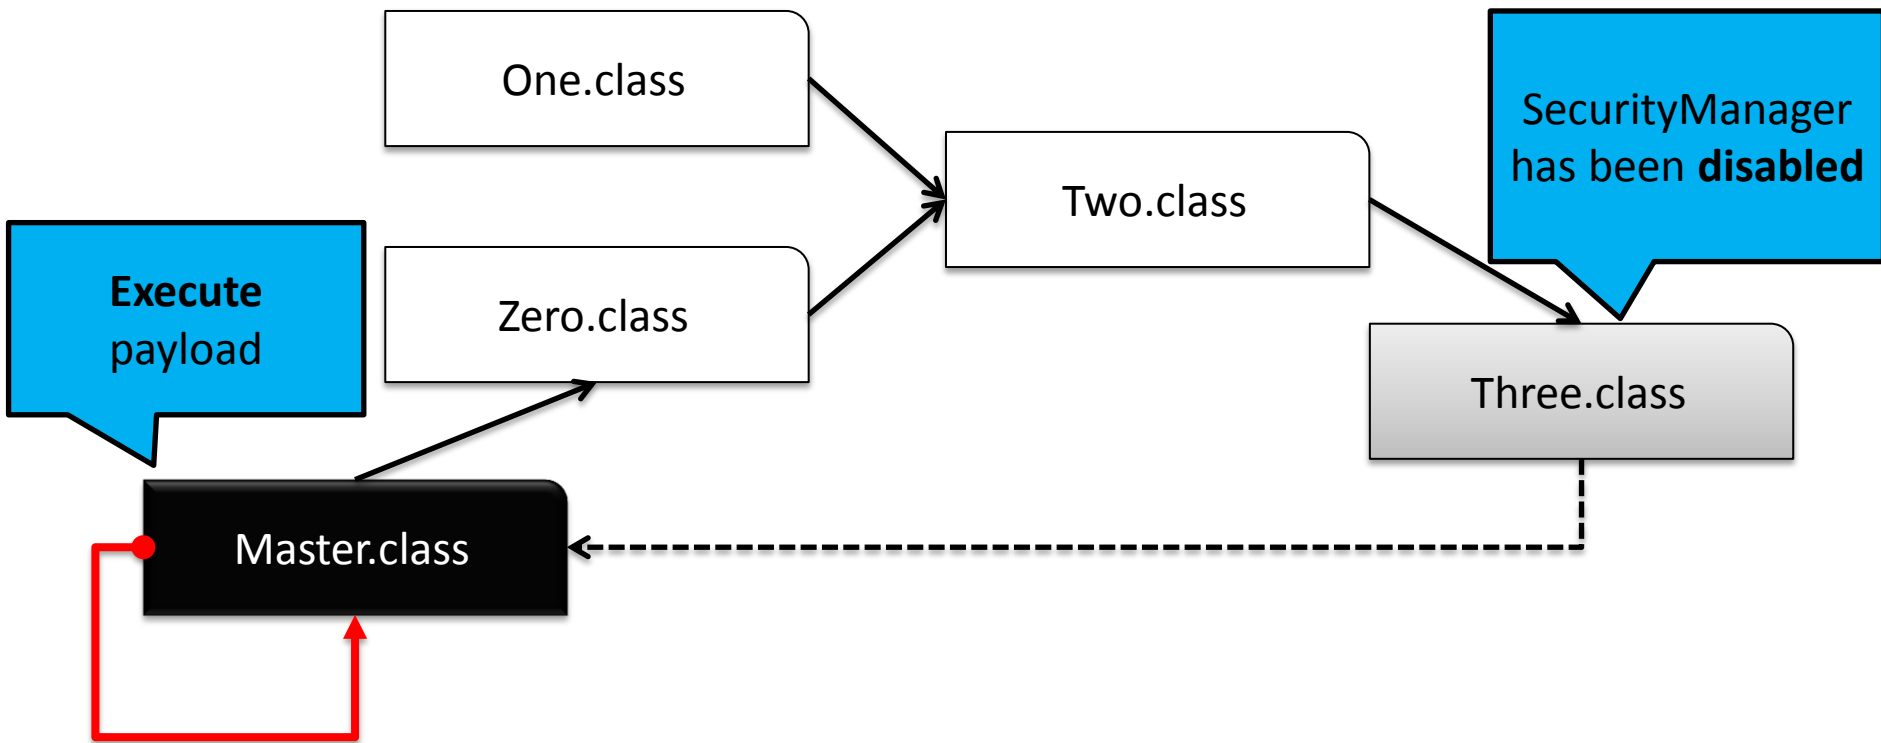 One.class
SecurityManager
has been disabled
Two.class
Execute
payload
Zero.class
Three.class
Master.class